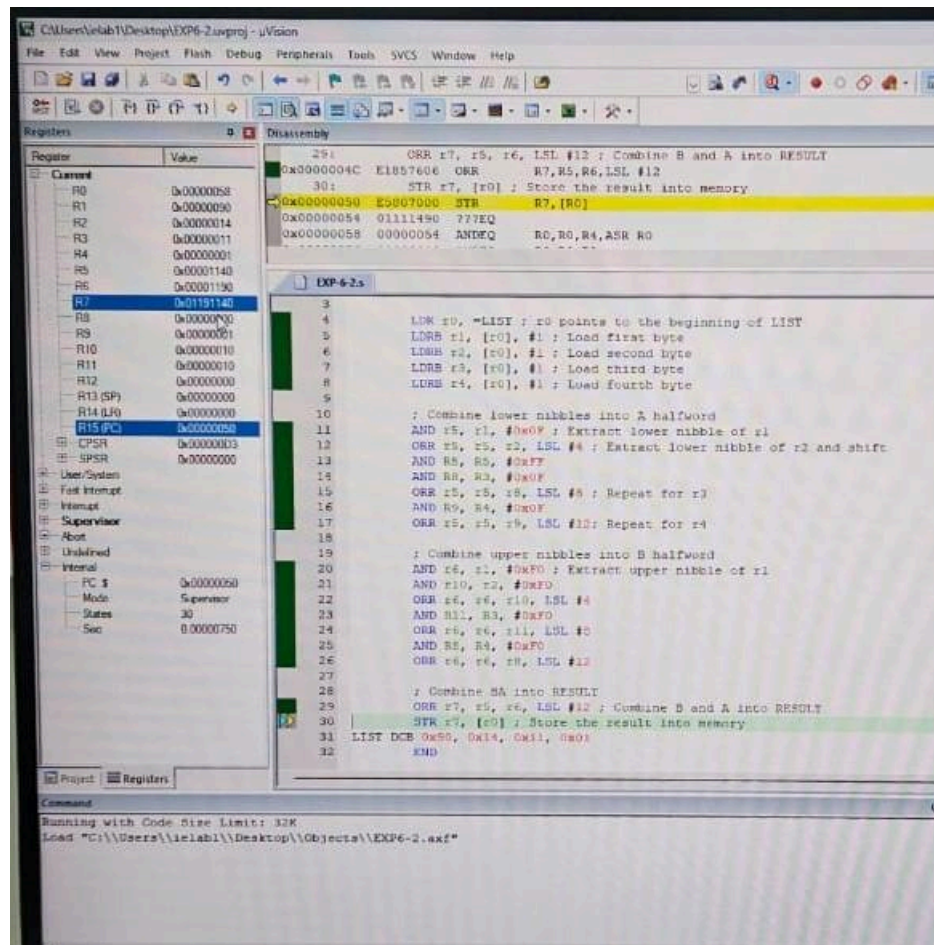 C:\Users\ielab1\Desktop\EXP6-2.uvproj - µVision
File Edit View Project Flash Debug Peripherals Tools SVCS Window Help
Registers
Register Value
Current
R0 0x00000058
R1 0x00000090
R2 0x00000014
R3 0x00000011
R4 0x00000001
R5 0x00001140
R6 0x00001190
R7 0x01191140
R8 0x00000000
R9 0x00000001
R10 0x00000010
R11 0x00000010
R12 0x00000000
R13 (SP) 0x00000000
R14 (LR) 0x00000000
R15 (PC) 0x00000050
CPSR 0x000000D3
SPSR 0x00000000
User/System
Fast Interrupt
Interrupt
Supervisor
Abort
Undefined
Internal
PC $ 0x00000050
Mode Supervisor
States 30
Sec 0.00000750
Project Registers
Disassembly
29: ORR r7, r5, r6, LSL #12 ; Combine B and A into RESULT
0x0000004C E1857606 ORR R7,R5,R6,LSL #12
30: STR r7, [r0] ; Store the result into memory
0x00000050 E5807000 STR R7,[R0]
0x00000054 01111490 ???EQ
0x00000058 00000054 ANDEQ R0,R0,R4,ASR R0
EXP-6-2.s
3
4 LDR r0, =LIST ; r0 points to the beginning of LIST
5 LDRB r1, [r0], #1 ; Load first byte
6 LDRB r2, [r0], #1 ; Load second byte
7 LDRB r3, [r0], #1 ; Load third byte
8 LDRB r4, [r0], #1 ; Load fourth byte
9
10 ; Combine lower nibbles into A halfword
11 AND r5, r1, #0x0F ; Extract lower nibble of r1
12 ORR r5, r5, r2, LSL #4 ; Extract lower nibble of r2 and shift
13 AND R5, R5, #0xFF
14 AND R8, R3, #0x0F
15 ORR r5, r5, r8, LSL #8 ; Repeat for r3
16 AND R9, R4, #0x0F
17 ORR r5, r5, r9, LSL #12; Repeat for r4
18
19 ; Combine upper nibbles into B halfword
20 AND r6, r1, #0xF0 ; Extract upper nibble of r1
21 AND r10, r2, #0xF0
22 ORR r6, r6, r10, LSL #4
23 AND R11, R3, #0xF0
24 ORR r6, r6, r11, LSL #8
25 AND R8, R4, #0xF0
26 ORR r6, r6, r8, LSL #12
27
28 ; Combine BA into RESULT
29 ORR r7, r5, r6, LSL #12 ; Combine B and A into RESULT
30 STR r7, [r0] ; Store the result into memory
31 LIST DCB 0x90, 0x14, 0x11, 0x01
32 END
Command
Running with Code Size Limit: 32K
Load "C:\\Users\\ielab1\\Desktop\\Objects\\EXP6-2.axf"